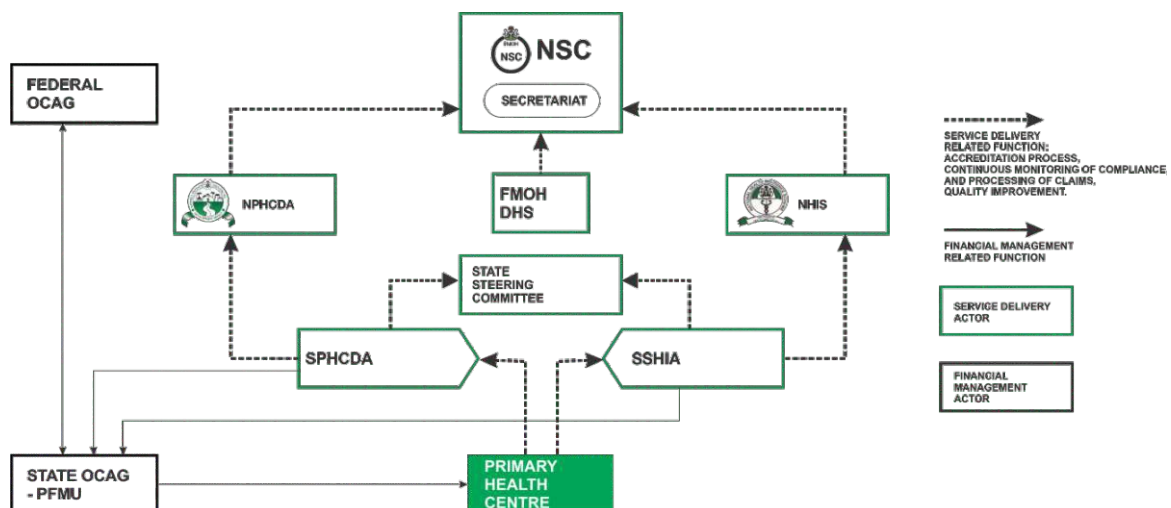 FMOH
NSC
NSC
SECRETARIAT
FEDERAL
OCAG
NPHCDA
FMOH
DHS
NHIS
STATE
STEERING
COMMITTEE
SPHCDA
SSHIA
STATE OCAG
- PFMU
PRIMARY
HEALTH
CENTRE
SERVICE DELIVERY
RELATED FUNCTION:
ACCREDITATION PROCESS,
CONTINUOUS MONITORING OF COMPLIANCE,
AND PROCESSING OF CLAIMS,
QUALITY IMPROVEMENT.
FINANCIAL MANAGEMENT
RELATED FUNCTION
SERVICE DELIVERY
ACTOR
FINANCIAL
MANAGEMENT
ACTOR